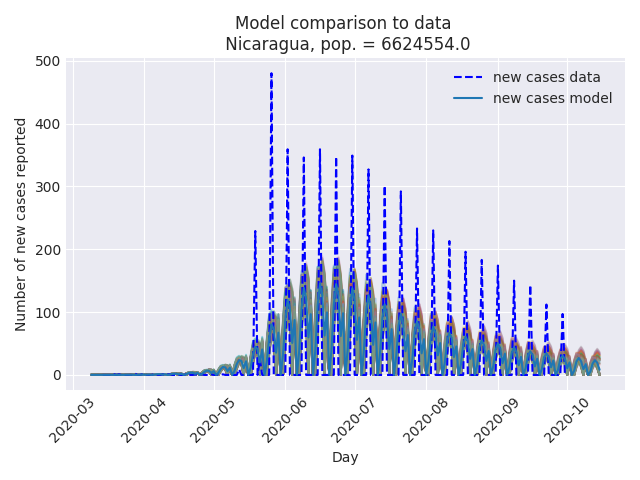 Model comparison to data
Nicaragua, pop. = 6624554.0
new cases data
new cases model
Number of new cases reported
500
400
300
200
100
0
2020-03
2020-04
2020-05
2020-06
2020-07
2020-08
2020-09
2020-10
Day